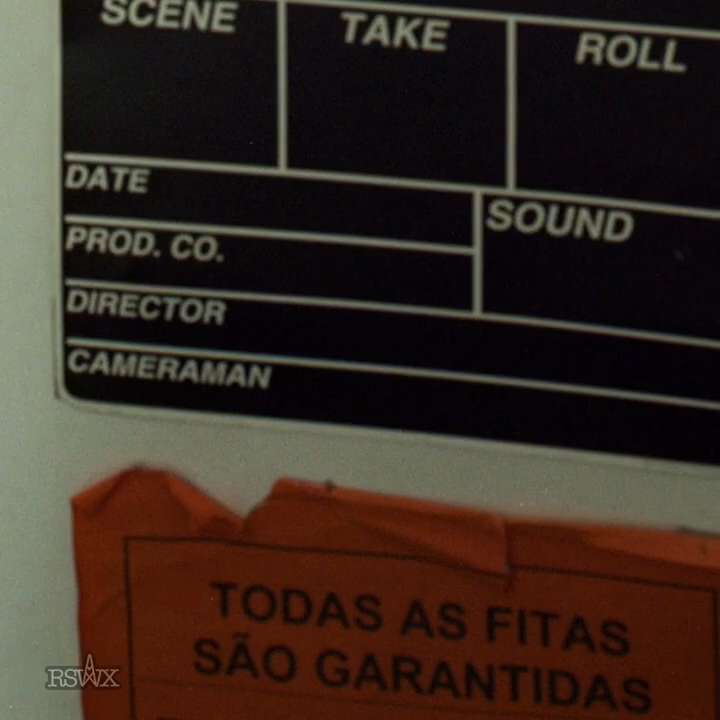 SCENE TAKE ROLL
DATE
SOUND
PROD. CO.
DIRECTOR
CAMERAMAN
TODAS AS FITAS
SÃO GARANTIDAS
RSWX